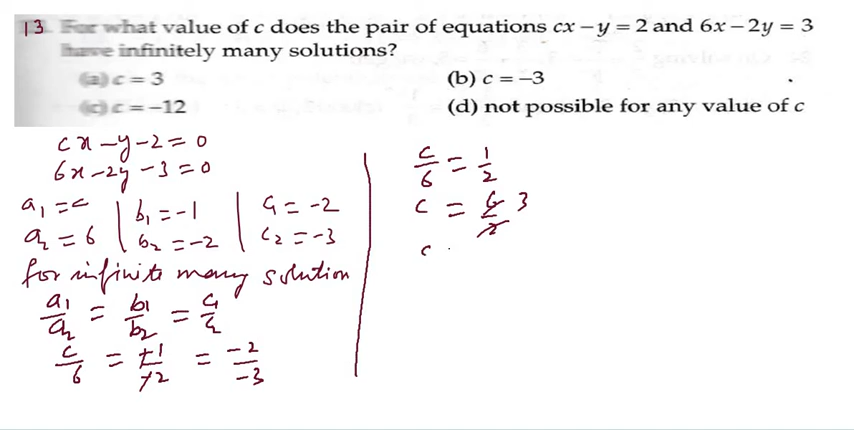 13. For what value of c does the pair of equations cx – y = 2 and 6x – 2y = 3
have infinitely many solutions?
(a) c = 3
(b) c = –3
(c) c = –12
(d) not possible for any value of c
cx - y - 2 = 0
6x - 2y - 3 = 0
a₁ = c | b₁ = -1 | c₁ = -2
a₂ = 6 | b₂ = -2 | c₂ = -3
for infinite many solution
a₁/a₂ = b₁/b₂ = c₁/c₂
c/6 = -1/-2 = -2/-3
c/6 = 1/2
c = 6/2 3
c